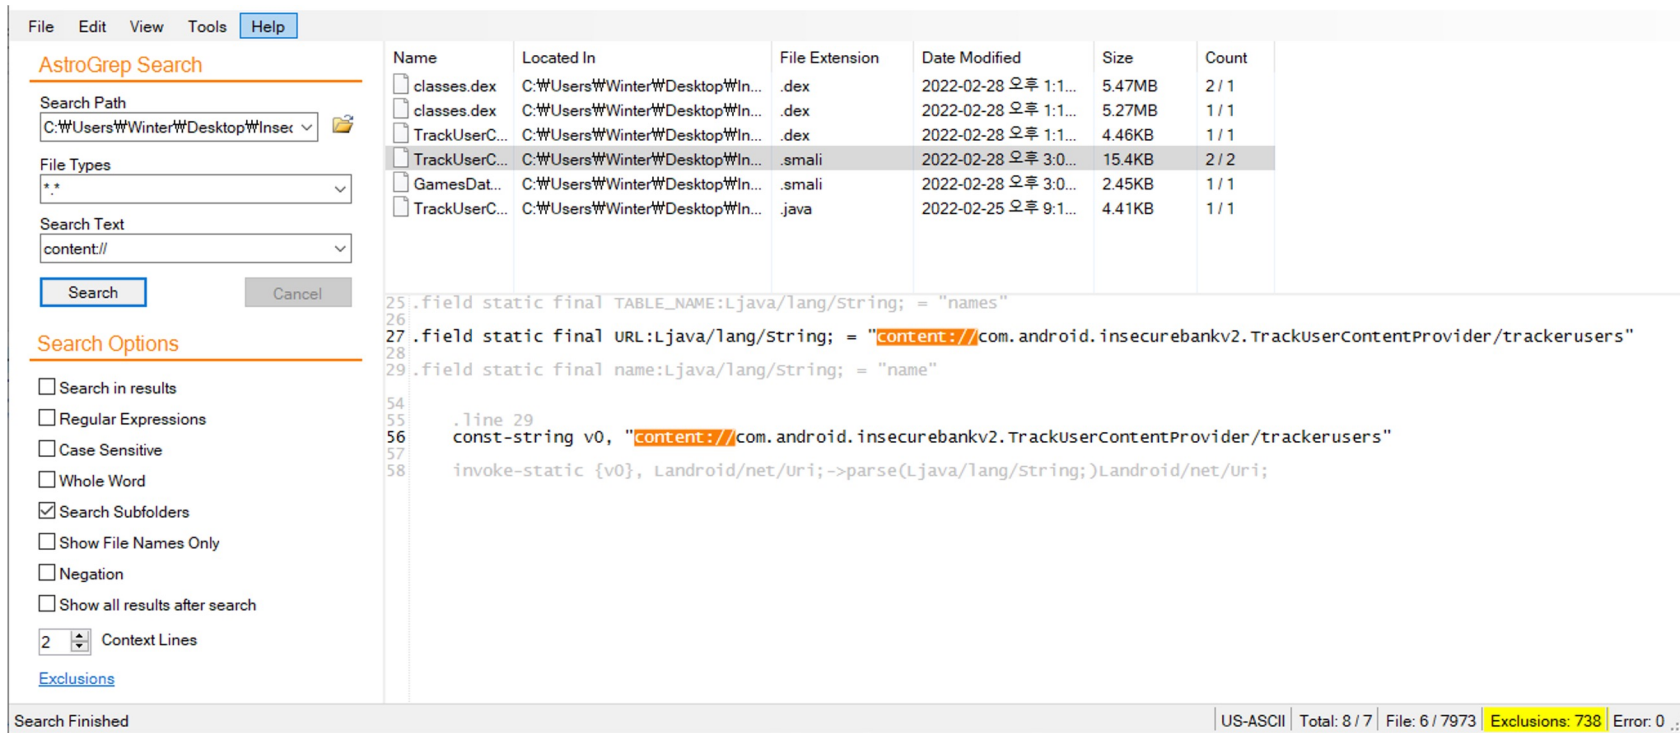 File Edit View Tools Help
AstroGrep Search
Search Path
C:₩Users₩Winter₩Desktop₩Insec
File Types
*.*
Search Text
content://
Search Cancel
Search Options
Search in results
Regular Expressions
Case Sensitive
Whole Word
Search Subfolders
Show File Names Only
Negation
Show all results after search
2 Context Lines
Exclusions
Name Located In File Extension Date Modified Size Count
classes.dex C:₩Users₩Winter₩Desktop₩In... .dex 2022-02-28 오후 1:1... 5.47MB 2 / 1
classes.dex C:₩Users₩Winter₩Desktop₩In... .dex 2022-02-28 오후 1:1... 5.27MB 1 / 1
TrackUserC... C:₩Users₩Winter₩Desktop₩In... .dex 2022-02-28 오후 1:1... 4.46KB 1 / 1
TrackUserC... C:₩Users₩Winter₩Desktop₩In... .smali 2022-02-28 오후 3:0... 15.4KB 2 / 2
GamesDat... C:₩Users₩Winter₩Desktop₩In... .smali 2022-02-28 오후 3:0... 2.45KB 1 / 1
TrackUserC... C:₩Users₩Winter₩Desktop₩In... .java 2022-02-25 오후 9:1... 4.41KB 1 / 1
25 .field static final TABLE_NAME:Ljava/lang/String; = "names"
26
27 .field static final URL:Ljava/lang/String; = "content://com.android.insecurebankv2.TrackUserContentProvider/trackerusers"
28
29 .field static final name:Ljava/lang/String; = "name"
54
55 .line 29
56 const-string v0, "content://com.android.insecurebankv2.TrackUserContentProvider/trackerusers"
57
58 invoke-static {v0}, Landroid/net/Uri;->parse(Ljava/lang/String;)Landroid/net/Uri;
Search Finished US-ASCII Total: 8 / 7 File: 6 / 7973 Exclusions: 738 Error: 0